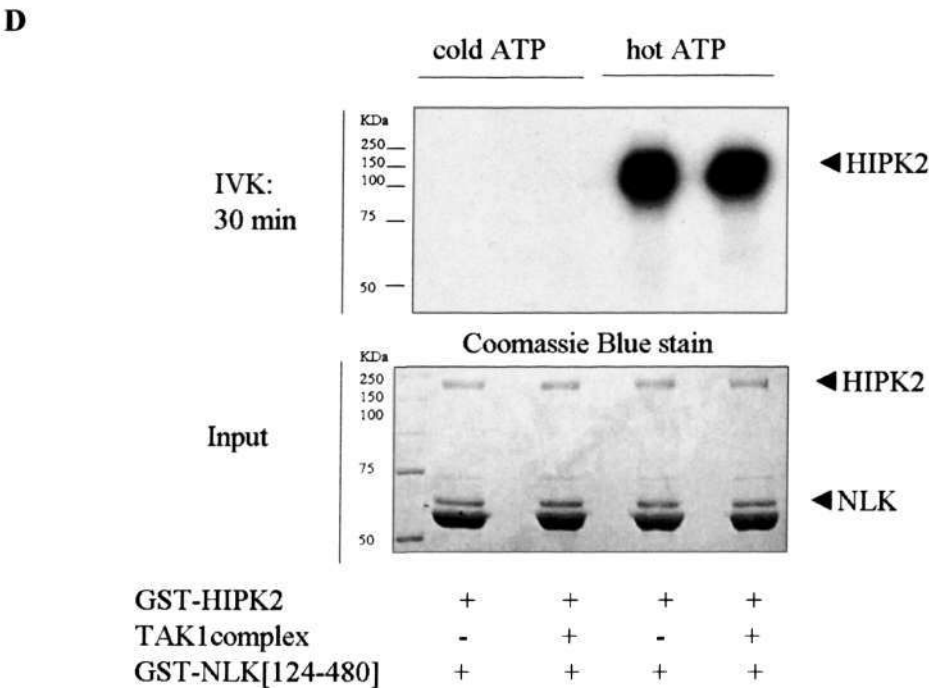 D
cold ATP hot ATP
KDa
250
150
100
75
50
IVK:
30 min
◄HIPK2
Coomassie Blue stain
KDa
250
150
100
75
50
Input
◄HIPK2
◄NLK
GST-HIPK2 + + + +
TAK1complex - + - +
GST-NLK[124-480] + + + +